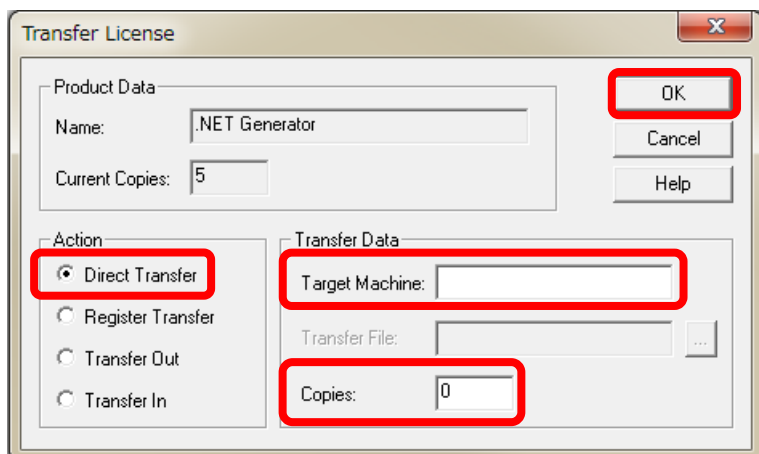 Transfer License
Product Data
Name: .NET Generator
Current Copies: 5
OK
Cancel
Help
Action
Direct Transfer
Register Transfer
Transfer Out
Transfer In
Transfer Data
Target Machine:
Transfer File:
...
Copies: 0